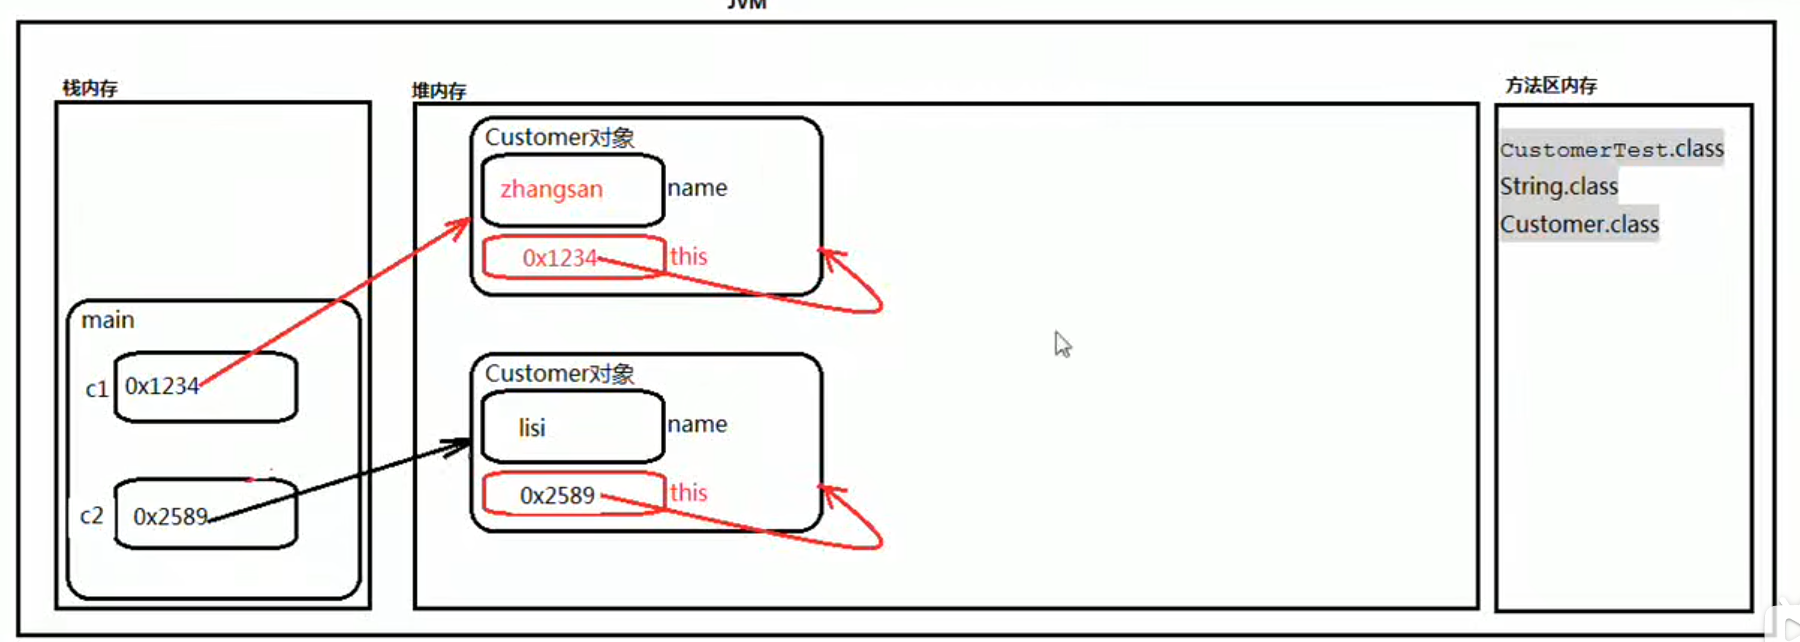 JVM
栈内存
堆内存
方法区内存
Customer对象
zhangsan
name
0x1234
this
CustomerTest.class
String.class
Customer.class
main
c1
0x1234
c2
0x2589
Customer对象
lisi
name
0x2589
this